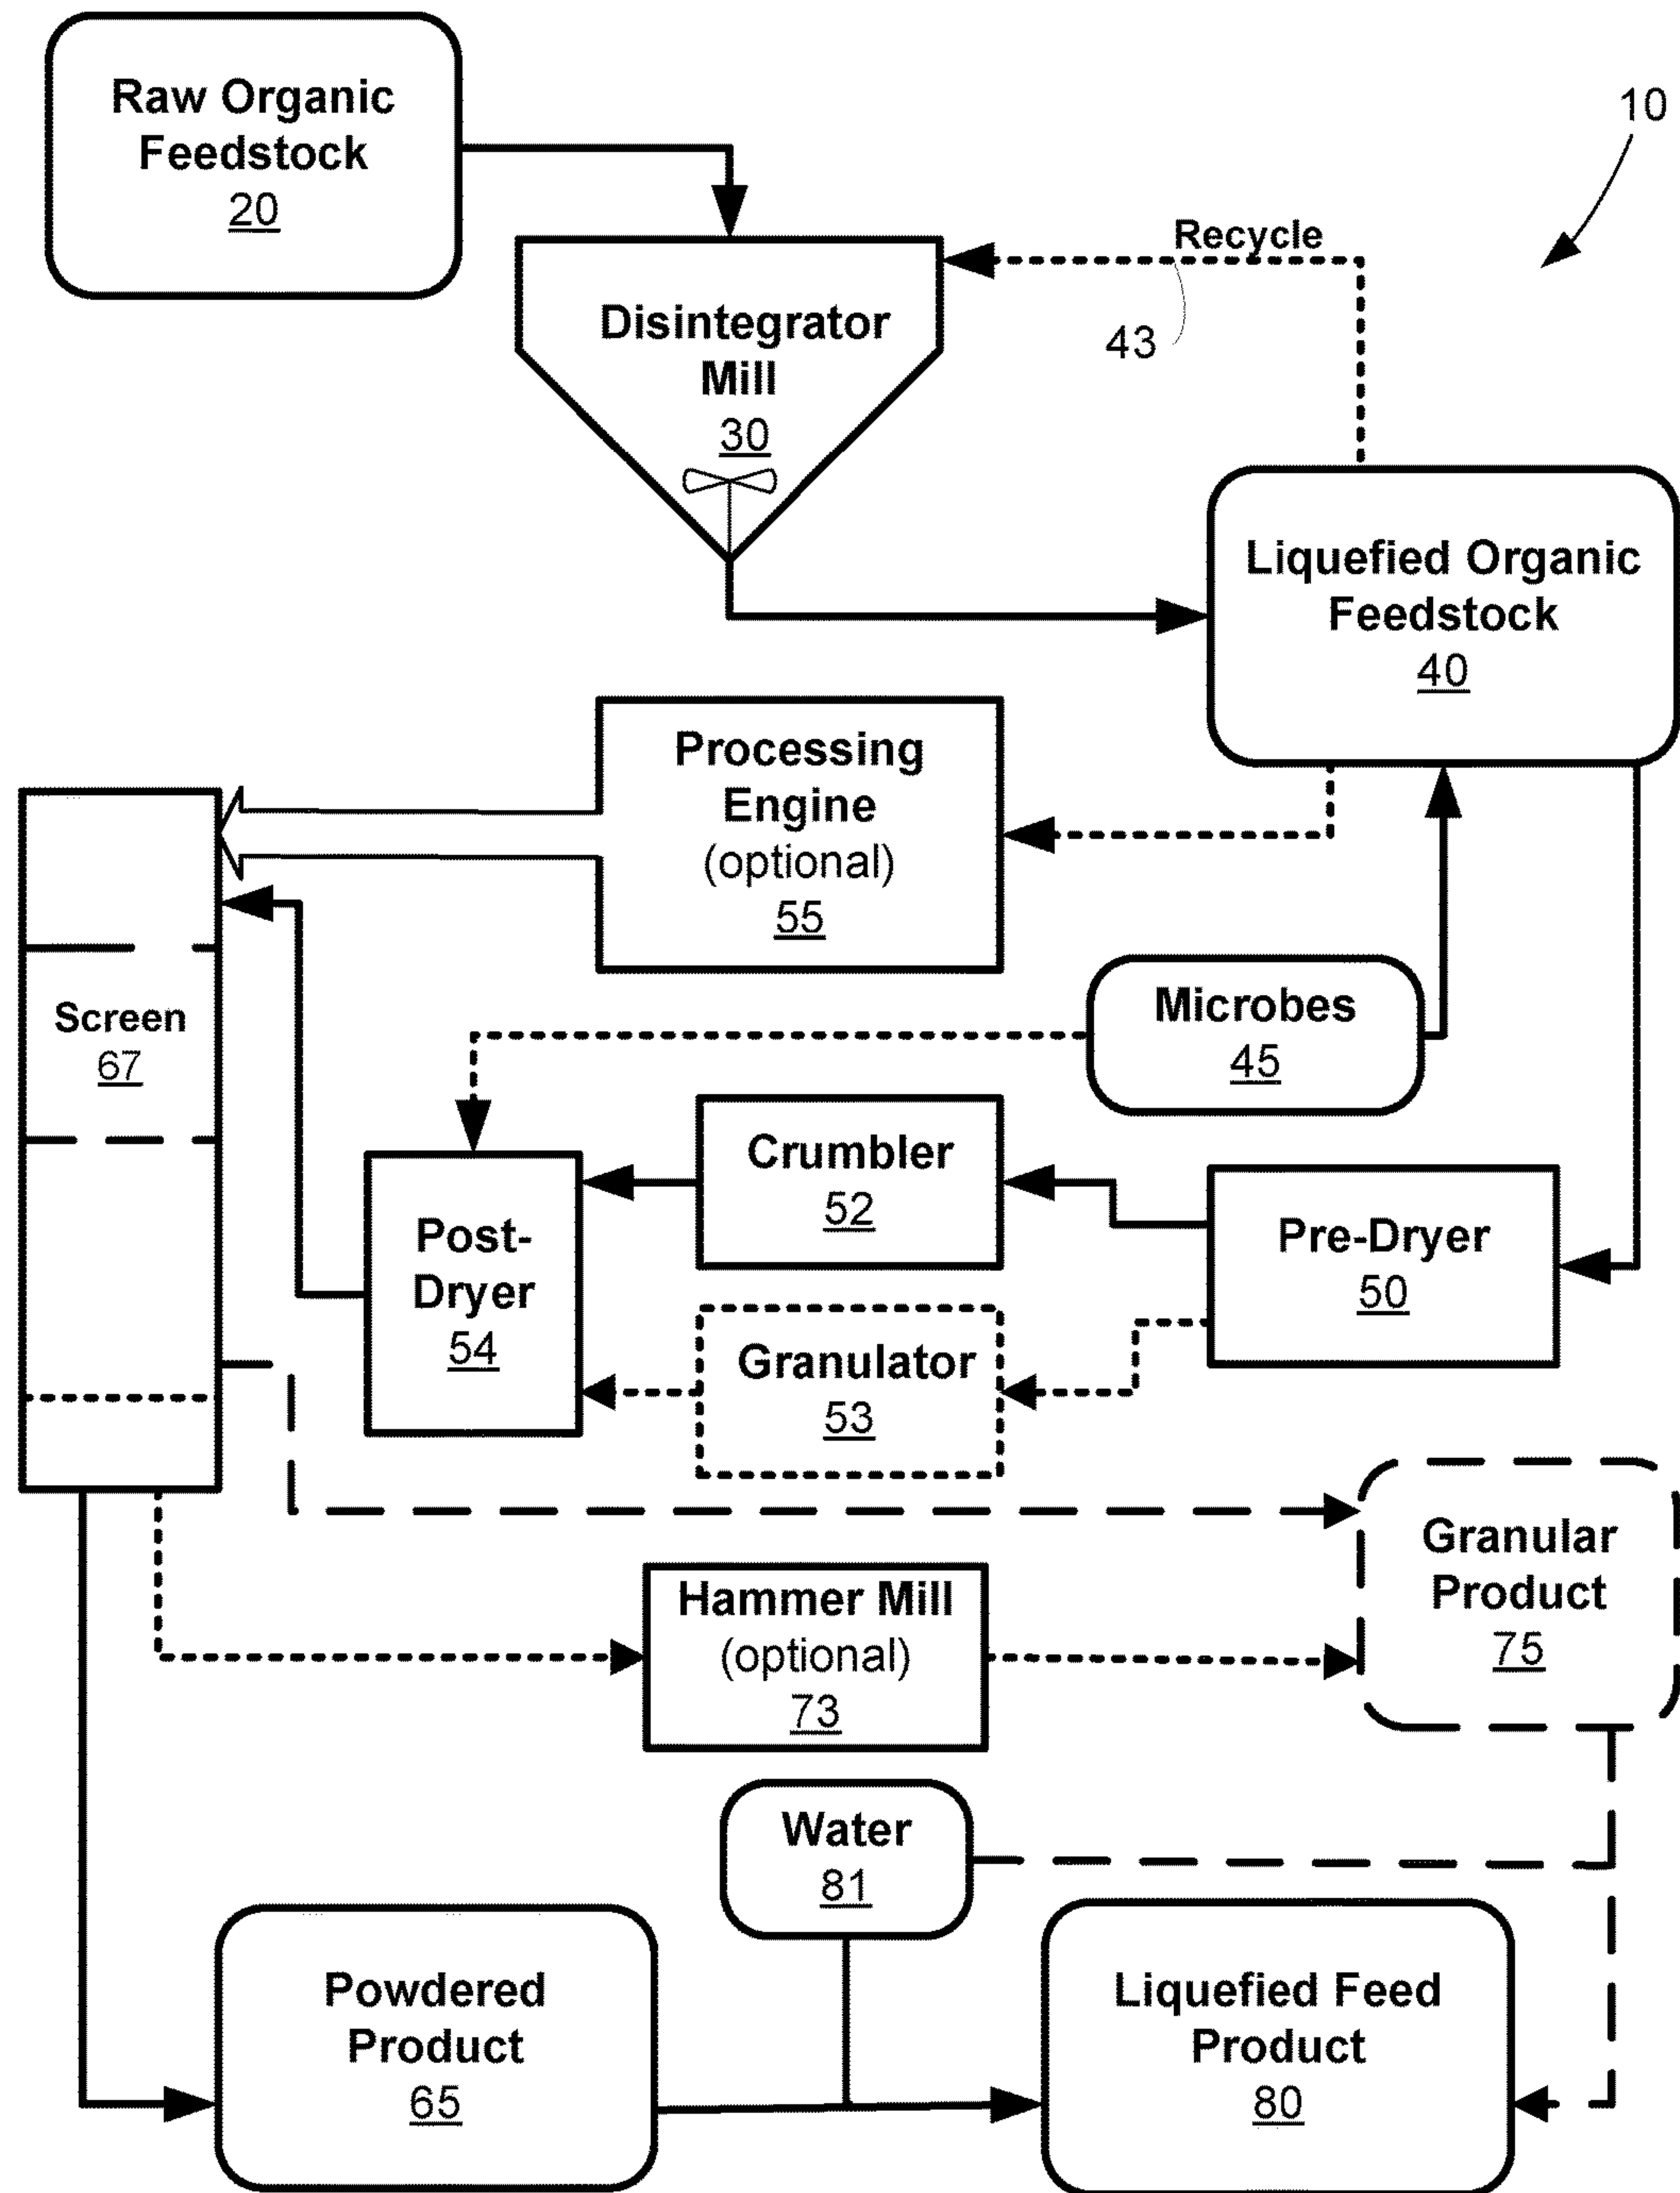 Raw Organic
Feedstock
20
10
Recycle
43
Disintegrator
Mill
30
Liquefied Organic
Feedstock
40
Processing
Engine
(optional)
55
Screen
67
Microbes
45
Crumbler
52
Post-
Dryer
54
Pre-Dryer
50
Granulator
53
Granular
Product
75
Hammer Mill
(optional)
73
Water
81
Powdered
Product
65
Liquefied Feed
Product
80